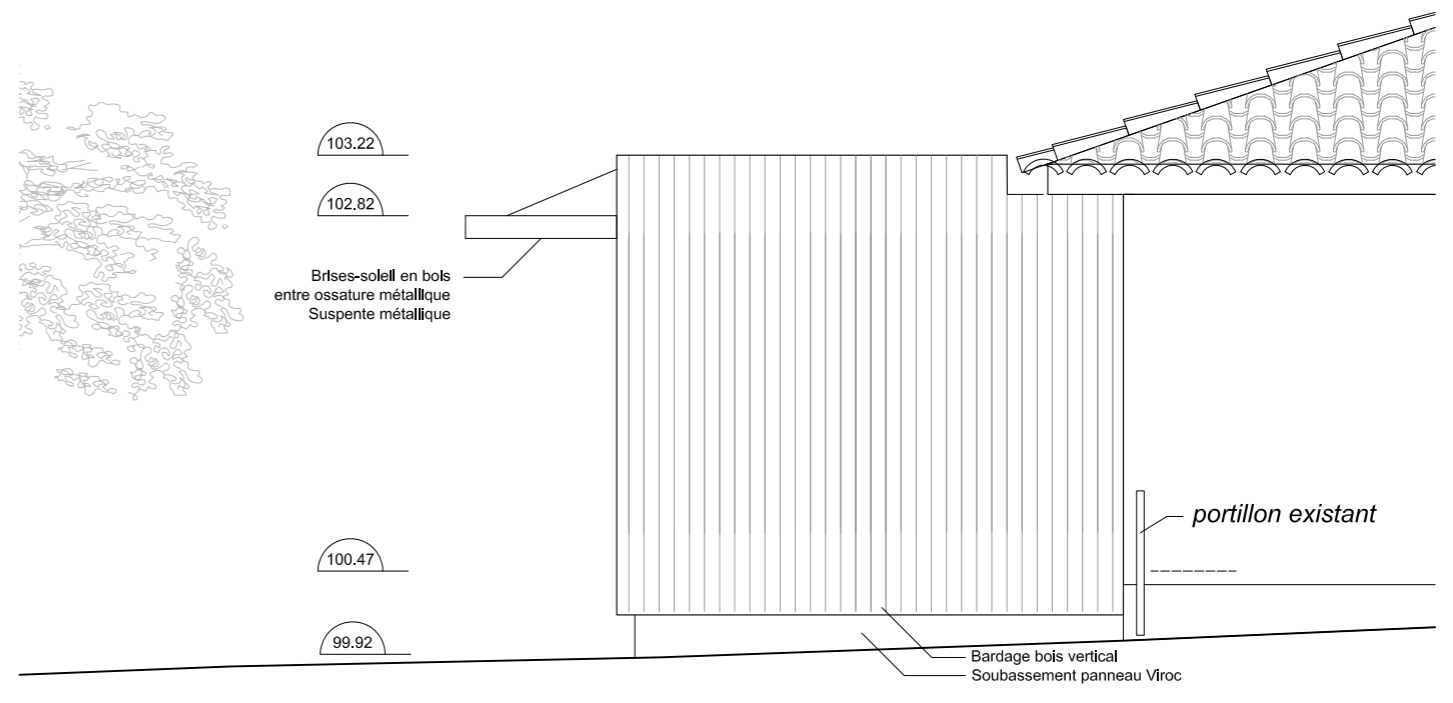 103.22
102.82
Brises-soleil en bois
entre ossature métallique
Suspente métallique
portillon existant
100.47
99.92
Bardage bois vertical
Soubassement panneau Viroc